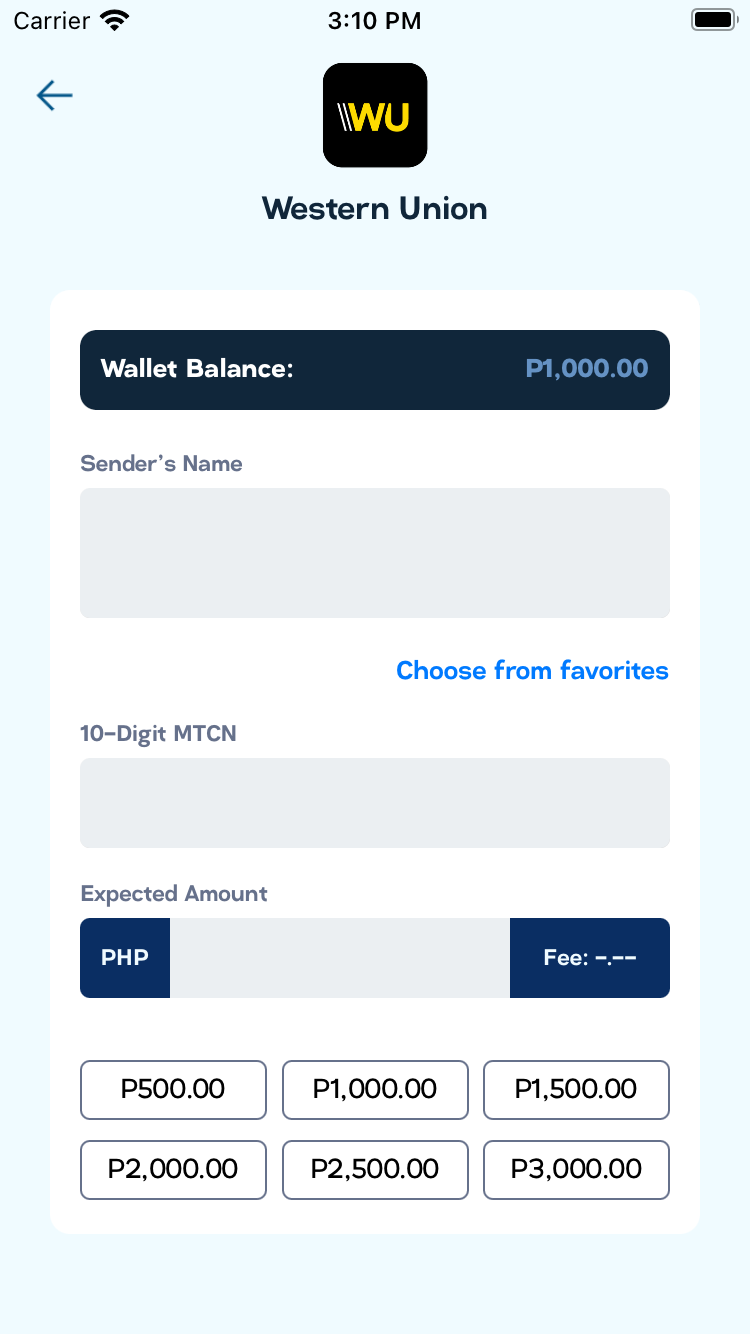 Carrier 3:10 PM
WU
Western Union
Wallet Balance: P1,000.00
Sender's Name
Choose from favorites
10-Digit MTCN
Expected Amount
PHP Fee: -.--
P500.00 P1,000.00 P1,500.00
P2,000.00 P2,500.00 P3,000.00